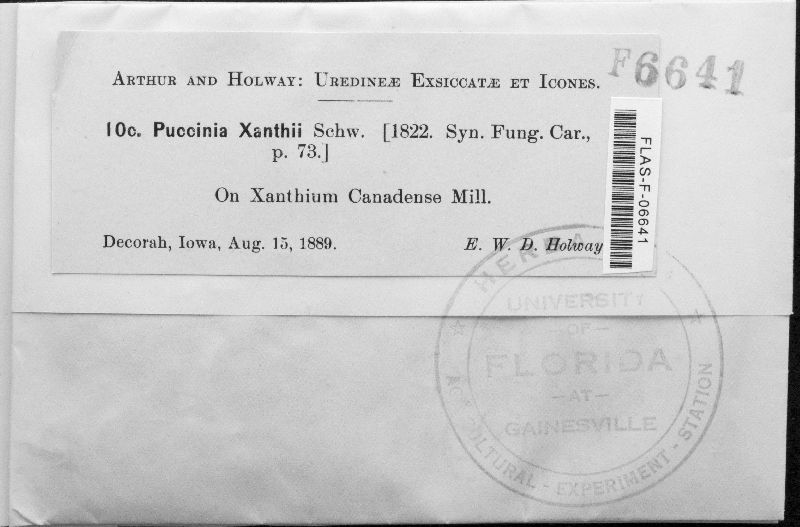 F6641
ARTHUR AND HOLWAY: UREDINEÆ EXSICCATÆ ET ICONES.
10c. Puccinia Xanthii Schw. [1822. Syn. Fung. Car.,
p. 73.]
On Xanthium Canadense Mill.
Decorah, Iowa, Aug. 15, 1889. E. W. D. Holway
FLAS-F-06641
UNIVERSITY
-OF-
FLORIDA
-AT-
GAINESVILLE
- EXPERIMENT - STATION